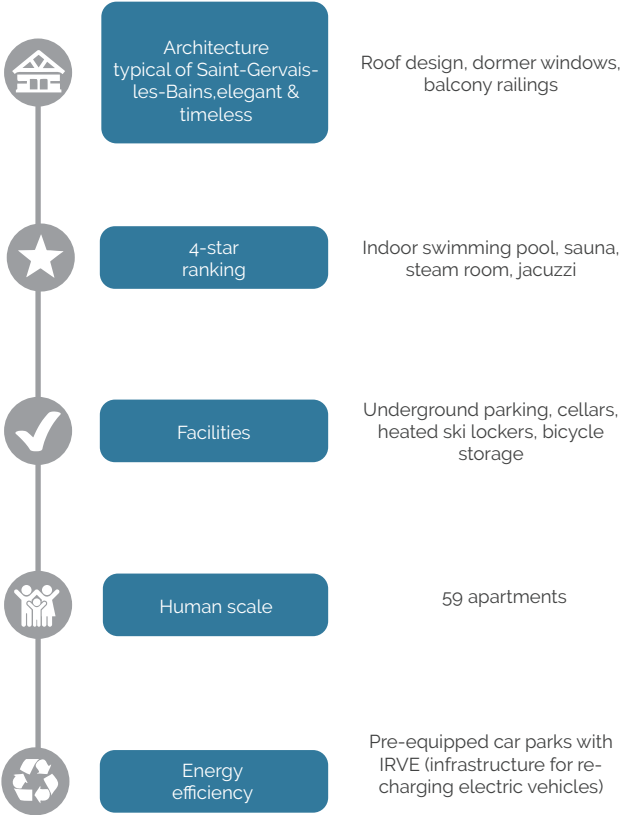 Architecture
typical of Saint-Gervais-
les-Bains,elegant &
timeless
Roof design, dormer windows,
balcony railings
4-star
ranking
Indoor swimming pool, sauna,
steam room, jacuzzi
Facilities
Underground parking, cellars,
heated ski lockers, bicycle
storage
Human scale
59 apartments
Energy
efficiency
Pre-equipped car parks with
IRVE (infrastructure for re-
charging electric vehicles)